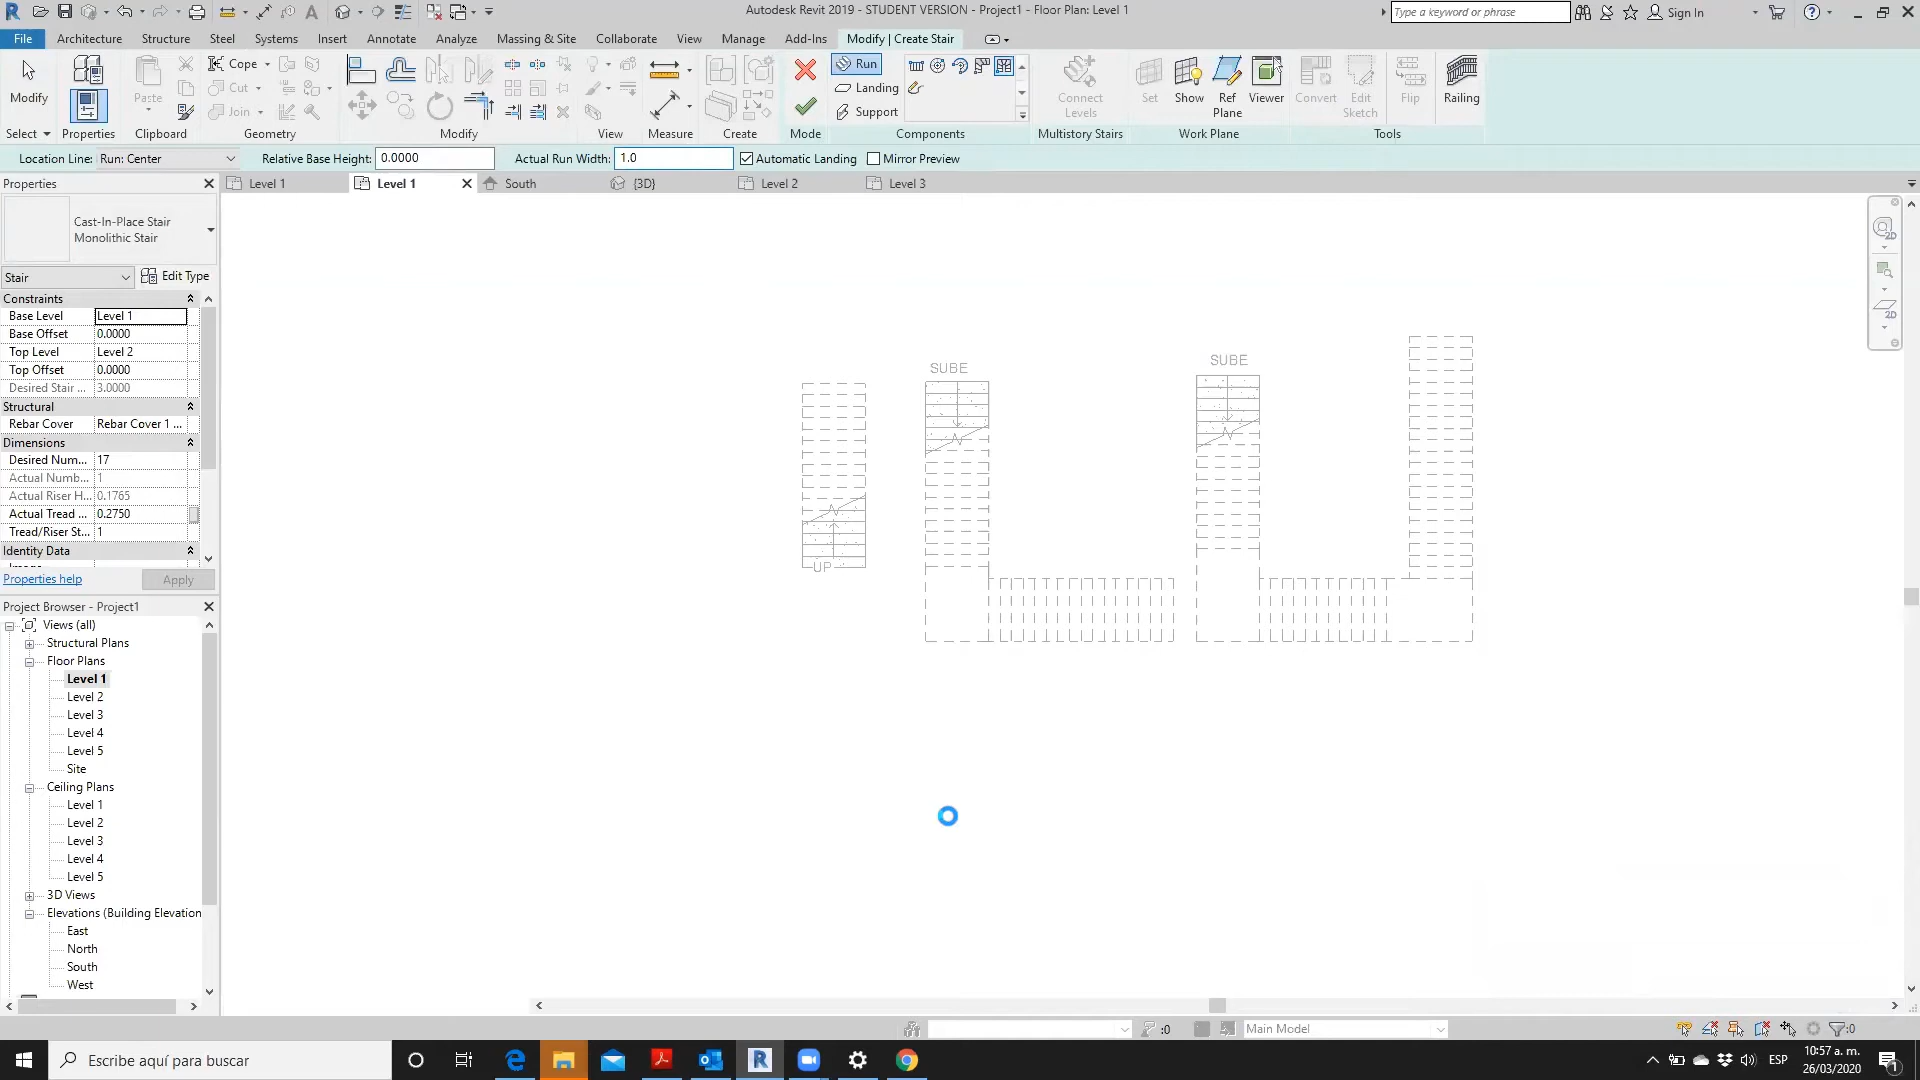 Autodesk Revit 2019 - STUDENT VERSION - Project1 - Floor Plan: Level 1
Type a keyword or phrase
Sign In
File Architecture Structure Steel Systems Insert Annotate Analyze Massing & Site Collaborate View Manage Add-Ins Modify | Create Stair
Modify
Paste
Cope
Cut
Join
Run
Landing
Support
Connect Levels
Set
Show
Ref Plane
Viewer
Convert
Edit Sketch
Flip
Railing
Select Properties Clipboard Geometry Modify View Measure Create Mode Components Multistory Stairs Work Plane Tools
Location Line: Run: Center Relative Base Height: 0.0000 Actual Run Width: 1.0 Automatic Landing Mirror Preview
Properties
Level 1 Level 1 South {3D} Level 2 Level 3
Cast-In-Place Stair
Monolithic Stair
Stair Edit Type
Constraints
Base Level Level 1
Base Offset 0.0000
Top Level Level 2
Top Offset 0.0000
Desired Stair ... 3.0000
Structural
Rebar Cover Rebar Cover 1 ...
Dimensions
Desired Num... 17
Actual Numb... 1
Actual Riser H... 0.1765
Actual Tread ... 0.2750
Tread/Riser St... 1
Identity Data
Properties help Apply
SUBE
SUBE
UP
2D
2D
Project Browser - Project1
Views (all)
Structural Plans
Floor Plans
Level 1
Level 2
Level 3
Level 4
Level 5
Site
Ceiling Plans
Level 1
Level 2
Level 3
Level 4
Level 5
3D Views
Elevations (Building Elevation
East
North
South
West
:0 Main Model :0
Escribe aquí para buscar
ESP
10:57 a. m.
26/03/2020
1